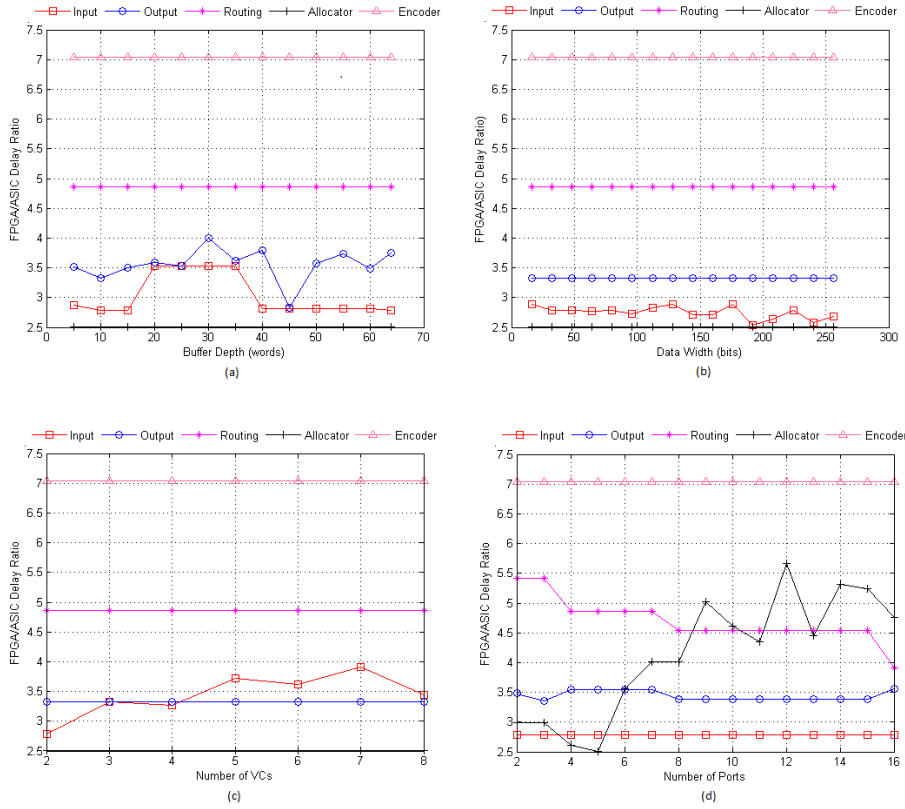 Input Output Routing Allocator Encoder
7.5
7
6.5
6
5.5
5
4.5
4
3.5
3
2.5
FPGA/ASIC Delay Ratio
0 10 20 30 40 50 60 70
Buffer Depth (words)
(a)
Input Output Routing Allocator Encoder
7.5
7
6.5
6
5.5
5
4.5
4
3.5
3
2.5
FPGA/ASIC Delay Ratio)
0 50 100 150 200 250 300
Data Width (bits)
(b)
Input Output Routing Allocator Encoder
7.5
7
6.5
6
5.5
5
4.5
4
3.5
3
2.5
FPGA/ASIC Delay Ratio
2 3 4 5 6 7 8
Number of VCs
(c)
Input Output Routing Allocator Encoder
7.5
7
6.5
6
5.5
5
4.5
4
3.5
3
2.5
FPGA/ASIC Delay Ratio
2 4 6 8 10 12 14 16
Number of Ports
(d)